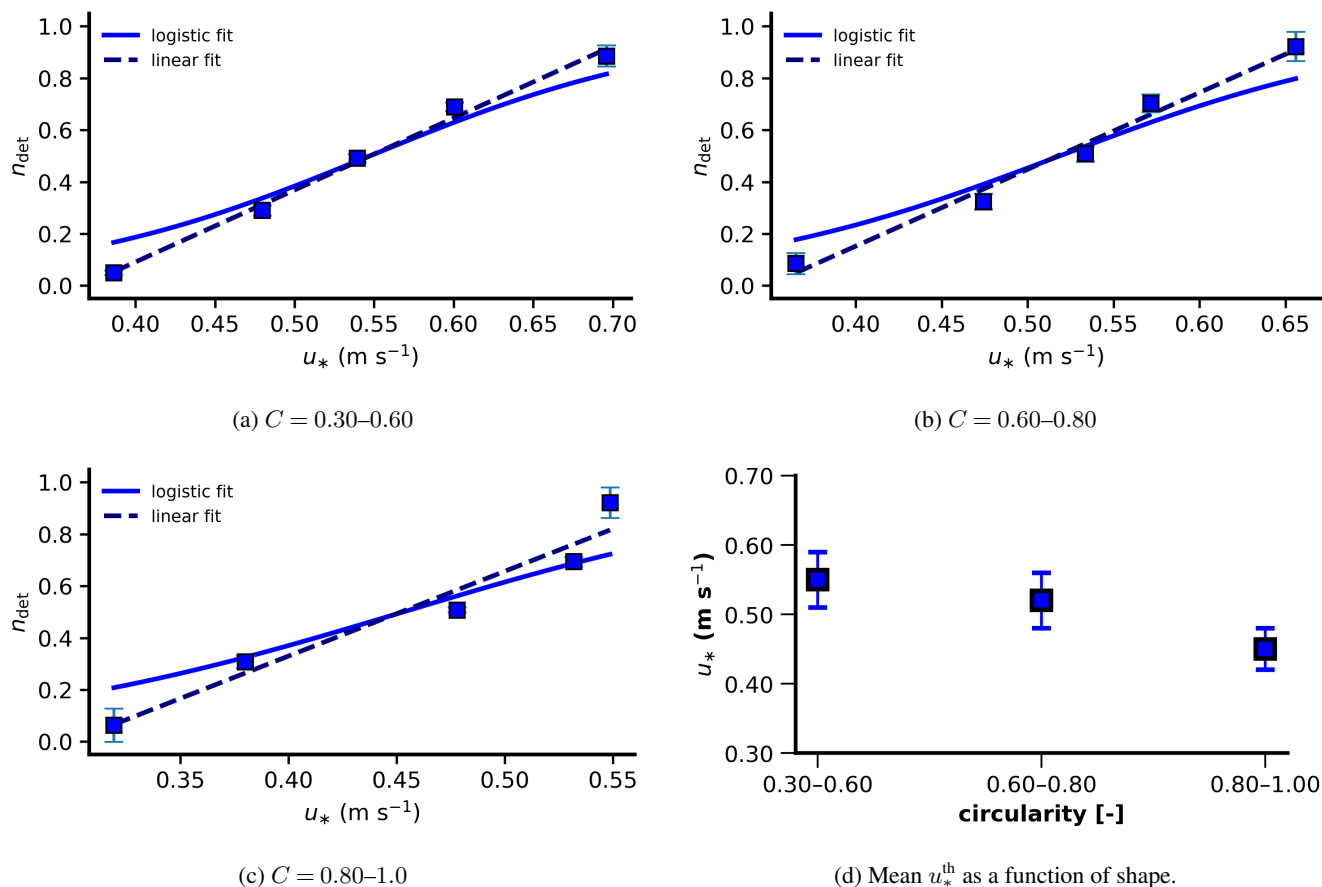 1.0
0.8
0.6
0.4
0.2
0.0
n_det
logistic fit
linear fit
0.40 0.45 0.50 0.55 0.60 0.65 0.70
u_* (m s⁻¹)
(a) C = 0.30–0.60
1.0
0.8
0.6
0.4
0.2
0.0
n_det
logistic fit
linear fit
0.40 0.45 0.50 0.55 0.60 0.65
u_* (m s⁻¹)
(b) C = 0.60–0.80
1.0
0.8
0.6
0.4
0.2
0.0
n_det
logistic fit
linear fit
0.35 0.40 0.45 0.50 0.55
u_* (m s⁻¹)
(c) C = 0.80–1.0
0.70
0.60
0.50
0.40
0.30
u_* (m s⁻¹)
0.30–0.60 0.60–0.80 0.80–1.00
circularity [-]
(d) Mean u_*^th as a function of shape.